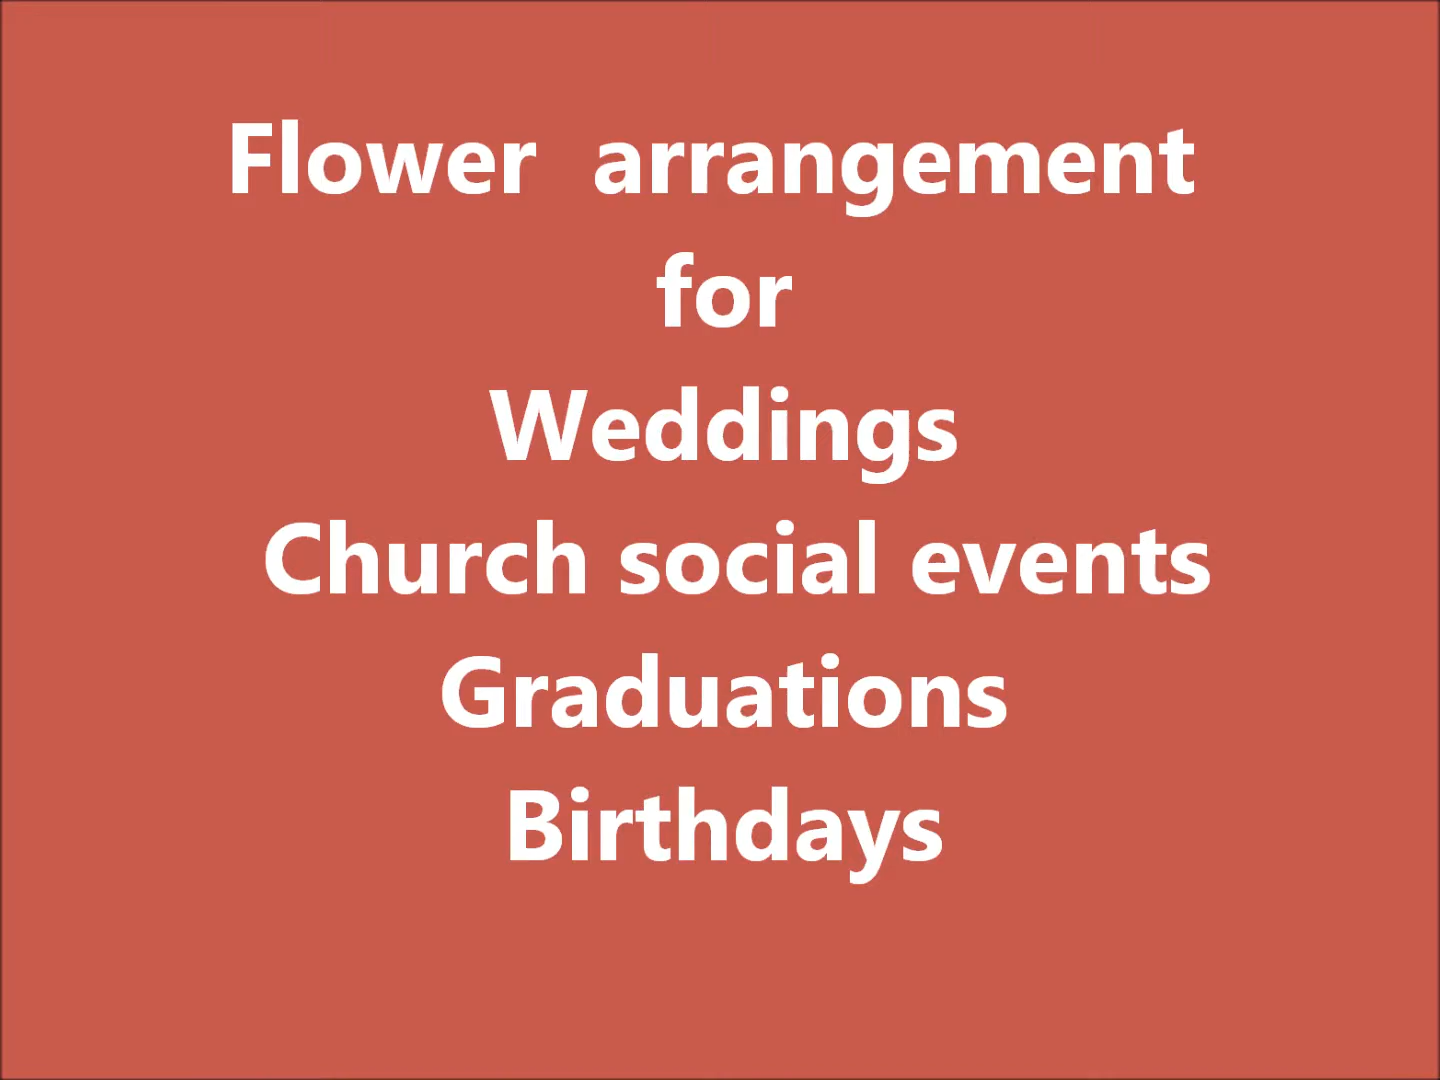 Flower  arrangement
for
Weddings
Church social events
Graduations
Birthdays